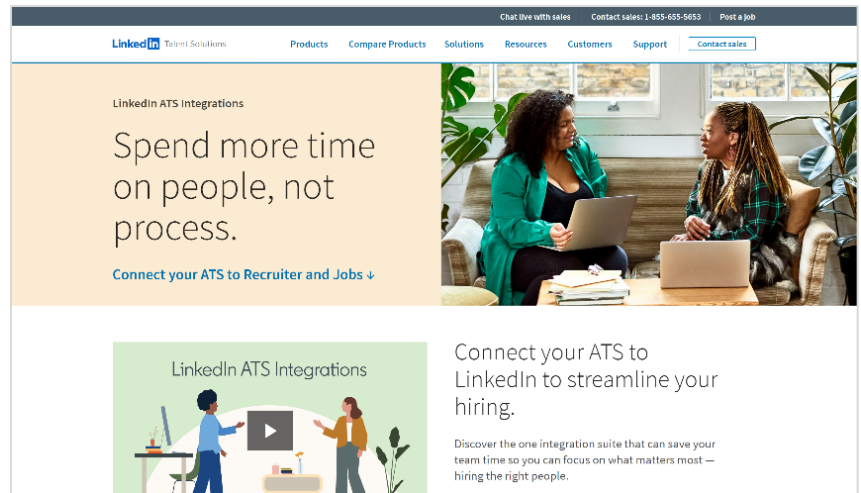 Chat live with sales Contact sales: 1-855-655-5653 Post a job
Linkedin Talent Solutions Products Compare Products Solutions Resources Customers Support Contact sales
LinkedIn ATS Integrations
Spend more time
on people, not
process.
Connect your ATS to Recruiter and Jobs ↓
LinkedIn ATS Integrations
Connect your ATS to
LinkedIn to streamline your
hiring.
Discover the one integration suite that can save your
team time so you can focus on what matters most —
hiring the right people.